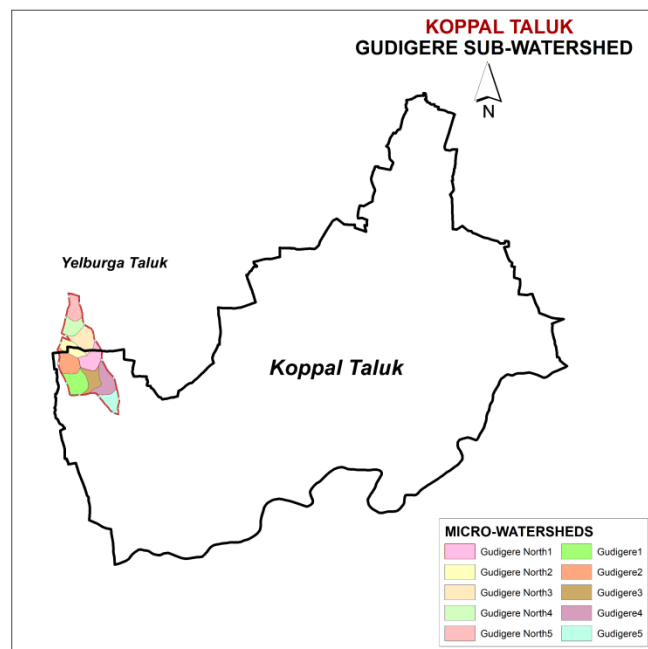 KOPPAL TALUK
GUDIGERE SUB-WATERSHED
N
Yelburga Taluk
Koppal Taluk
MICRO-WATERSHEDS
Gudigere North1
Gudigere1
Gudigere North2
Gudigere2
Gudigere North3
Gudigere3
Gudigere North4
Gudigere4
Gudigere North5
Gudigere5